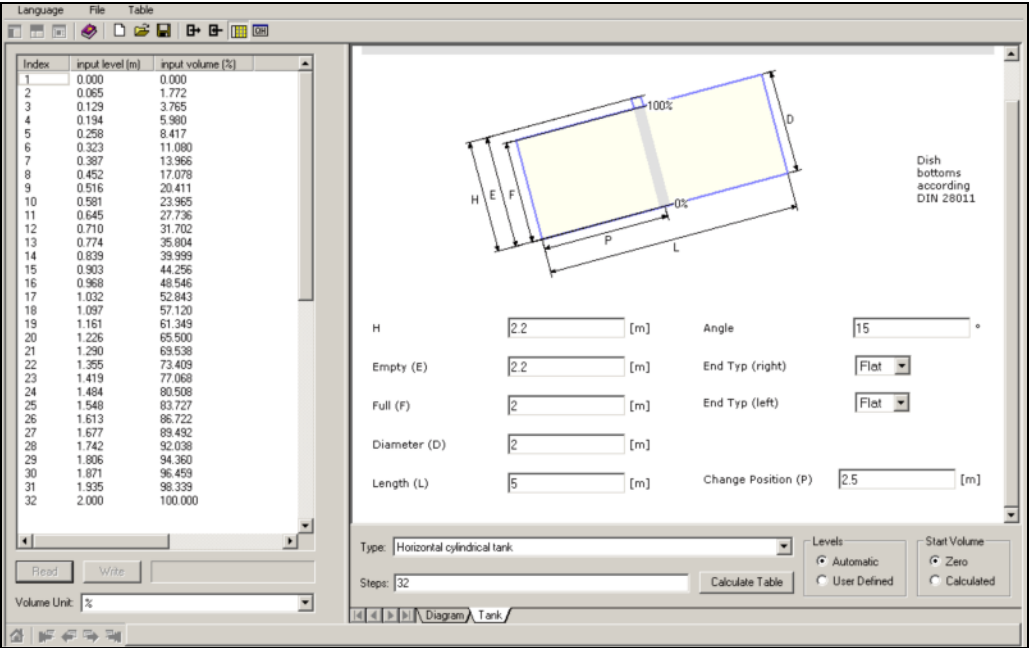 Language File Table
Index input level (m) input volume (%)
1 0.000 0.000
2 0.065 1.772
3 0.129 3.765
4 0.194 5.980
5 0.258 8.417
6 0.323 11.080
7 0.387 13.966
8 0.452 17.078
9 0.516 20.411
10 0.581 23.965
11 0.645 27.736
12 0.710 31.702
13 0.774 35.804
14 0.839 39.999
15 0.903 44.256
16 0.968 48.546
17 1.032 52.843
18 1.097 57.120
19 1.161 61.349
20 1.226 65.500
21 1.290 69.538
22 1.355 73.409
23 1.419 77.068
24 1.484 80.508
25 1.548 83.727
26 1.613 86.722
27 1.677 89.492
28 1.742 92.038
29 1.806 94.360
30 1.871 96.459
31 1.935 98.339
32 2.000 100.000
Read Write
Volume Unit: %
100%
D
H E F
0%
P
L
Dish
bottoms
according
DIN 28011
H 2.2 [m] Angle 15 °
Empty (E) 2.2 [m] End Typ (right) Flat
Full (F) 2 [m] End Typ (left) Flat
Diameter (D) 2 [m]
Length (L) 5 [m] Change Position (P) 2.5 [m]
Type: Horizontal cylindrical tank
Steps: 32 Calculate Table
Levels
Automatic
User Defined
Start Volume
Zero
Calculated
Diagram Tank